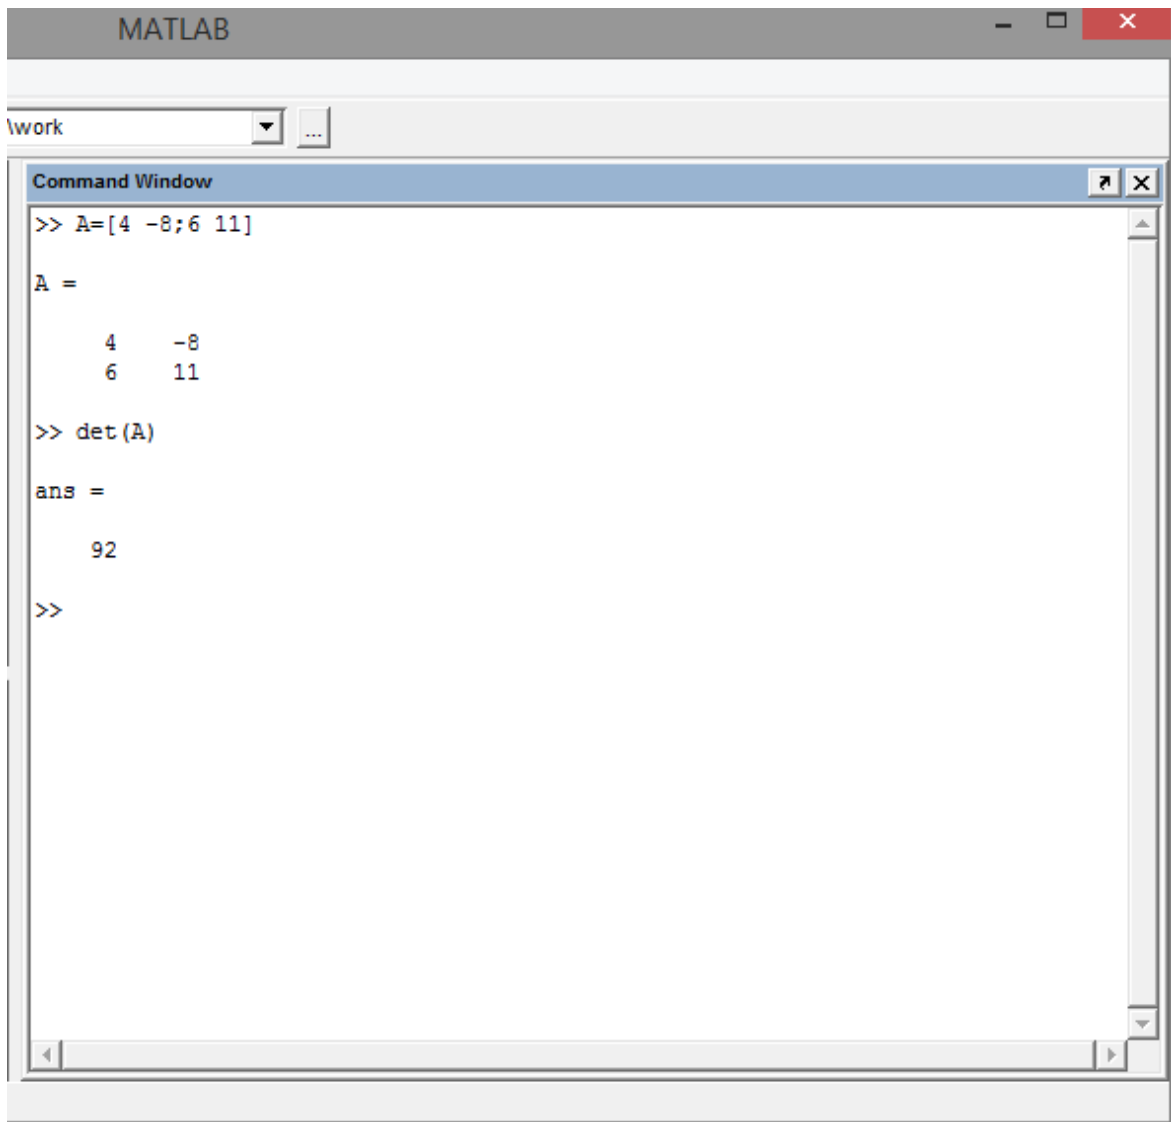 MATLAB
\work
...
Command Window
>> A=[4 -8;6 11]
A =
4 -8
6 11
>> det(A)
ans =
92
>>